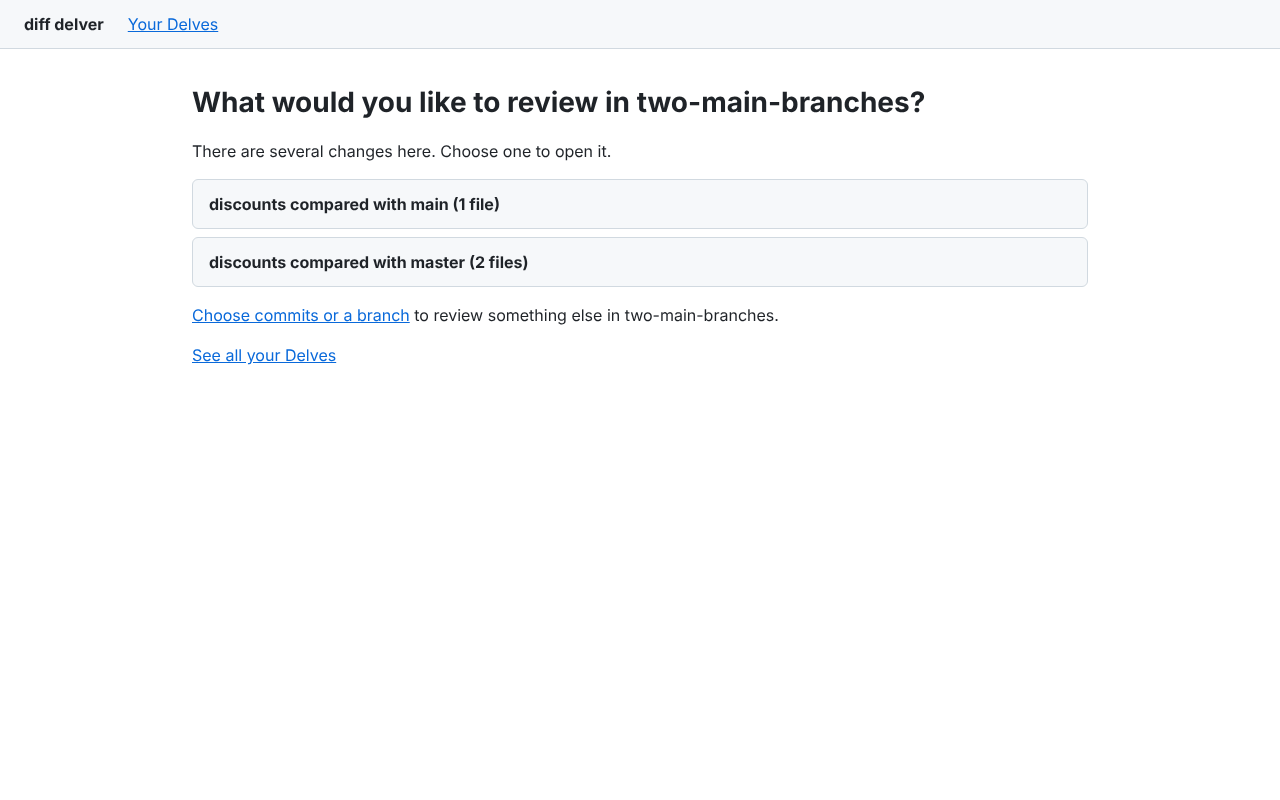 diff delver
Your Delves
What would you like to review in two-main-branches?
There are several changes here. Choose one to open it.
discounts compared with main (1 file)
discounts compared with master (2 files)
Choose commits or a branch to review something else in two-main-branches.
See all your Delves